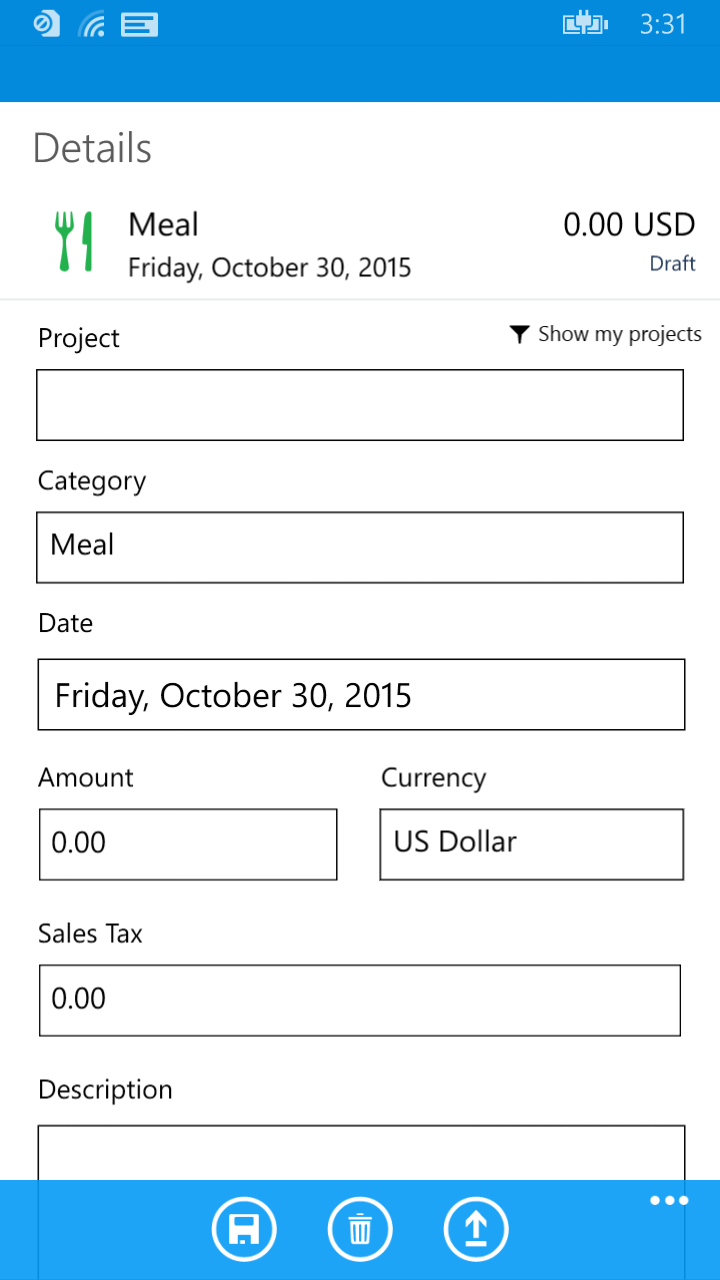 3:31
Details
Meal
0.00 USD
Friday, October 30, 2015
Draft
Project
Show my projects
Category
Meal
Date
Friday, October 30, 2015
Amount
Currency
0.00
US Dollar
Sales Tax
0.00
Description